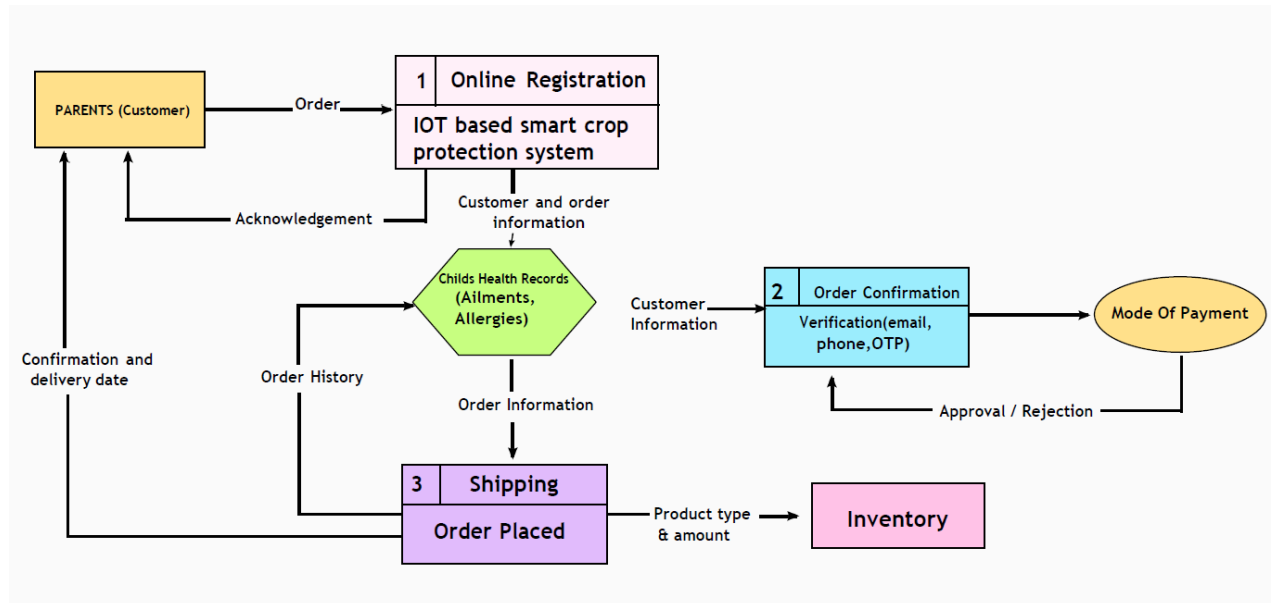 1 Online Registration
PARENTS (Customer)
Order
IOT based smart crop
protection system
Acknowledgement
Customer and order
information
Childs Health Records
(Ailments,
Allergies)
Customer
Information
2 Order Confirmation
Verification(email,
phone,OTP)
Mode Of Payment
Confirmation and
delivery date
Order History
Order Information
Approval / Rejection
3 Shipping
Order Placed
Product type
& amount
Inventory